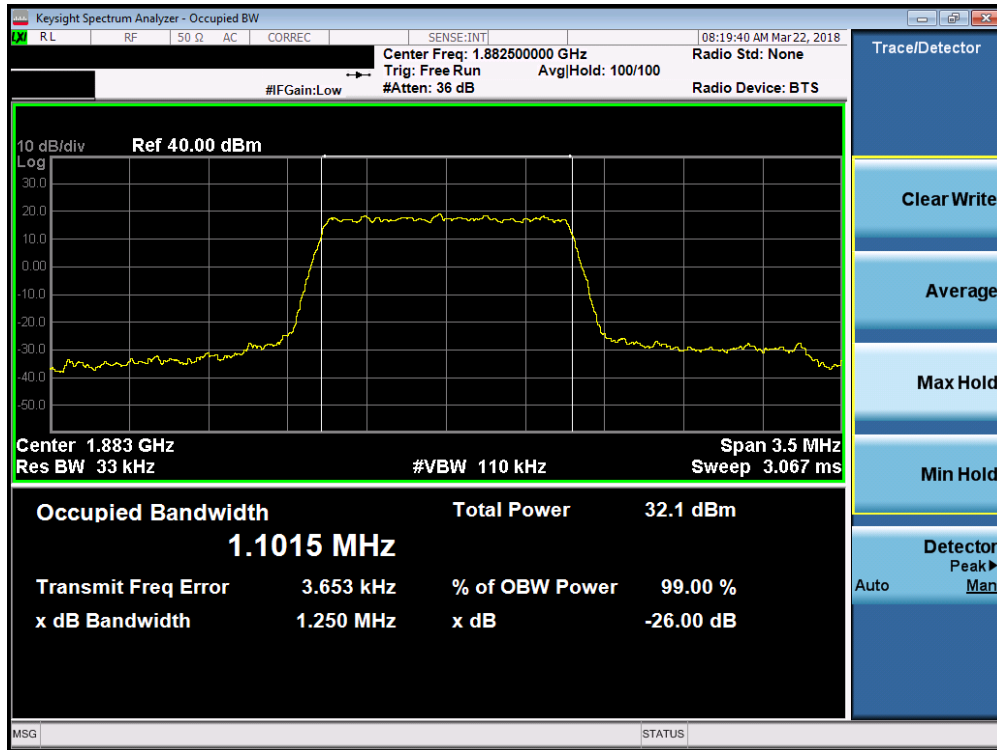 Keysight Spectrum Analyzer - Occupied BW
LXI RL RF 50 Ω AC CORREC SENSE:INT 08:19:40 AM Mar 22, 2018
Center Freq: 1.882500000 GHz Radio Std: None
Trig: Free Run Avg|Hold: 100/100
#IFGain:Low #Atten: 36 dB Radio Device: BTS
Trace/Detector
10 dB/div Ref 40.00 dBm
Log
30.0
20.0
10.0
0.00
-10.0
-20.0
-30.0
-40.0
-50.0
Center 1.883 GHz Span 3.5 MHz
Res BW 33 kHz #VBW 110 kHz Sweep 3.067 ms
Occupied Bandwidth Total Power 32.1 dBm
1.1015 MHz
Transmit Freq Error 3.653 kHz % of OBW Power 99.00 %
x dB Bandwidth 1.250 MHz x dB -26.00 dB
Clear Write
Average
Max Hold
Min Hold
Detector
Peak▶
Auto Man
MSG STATUS